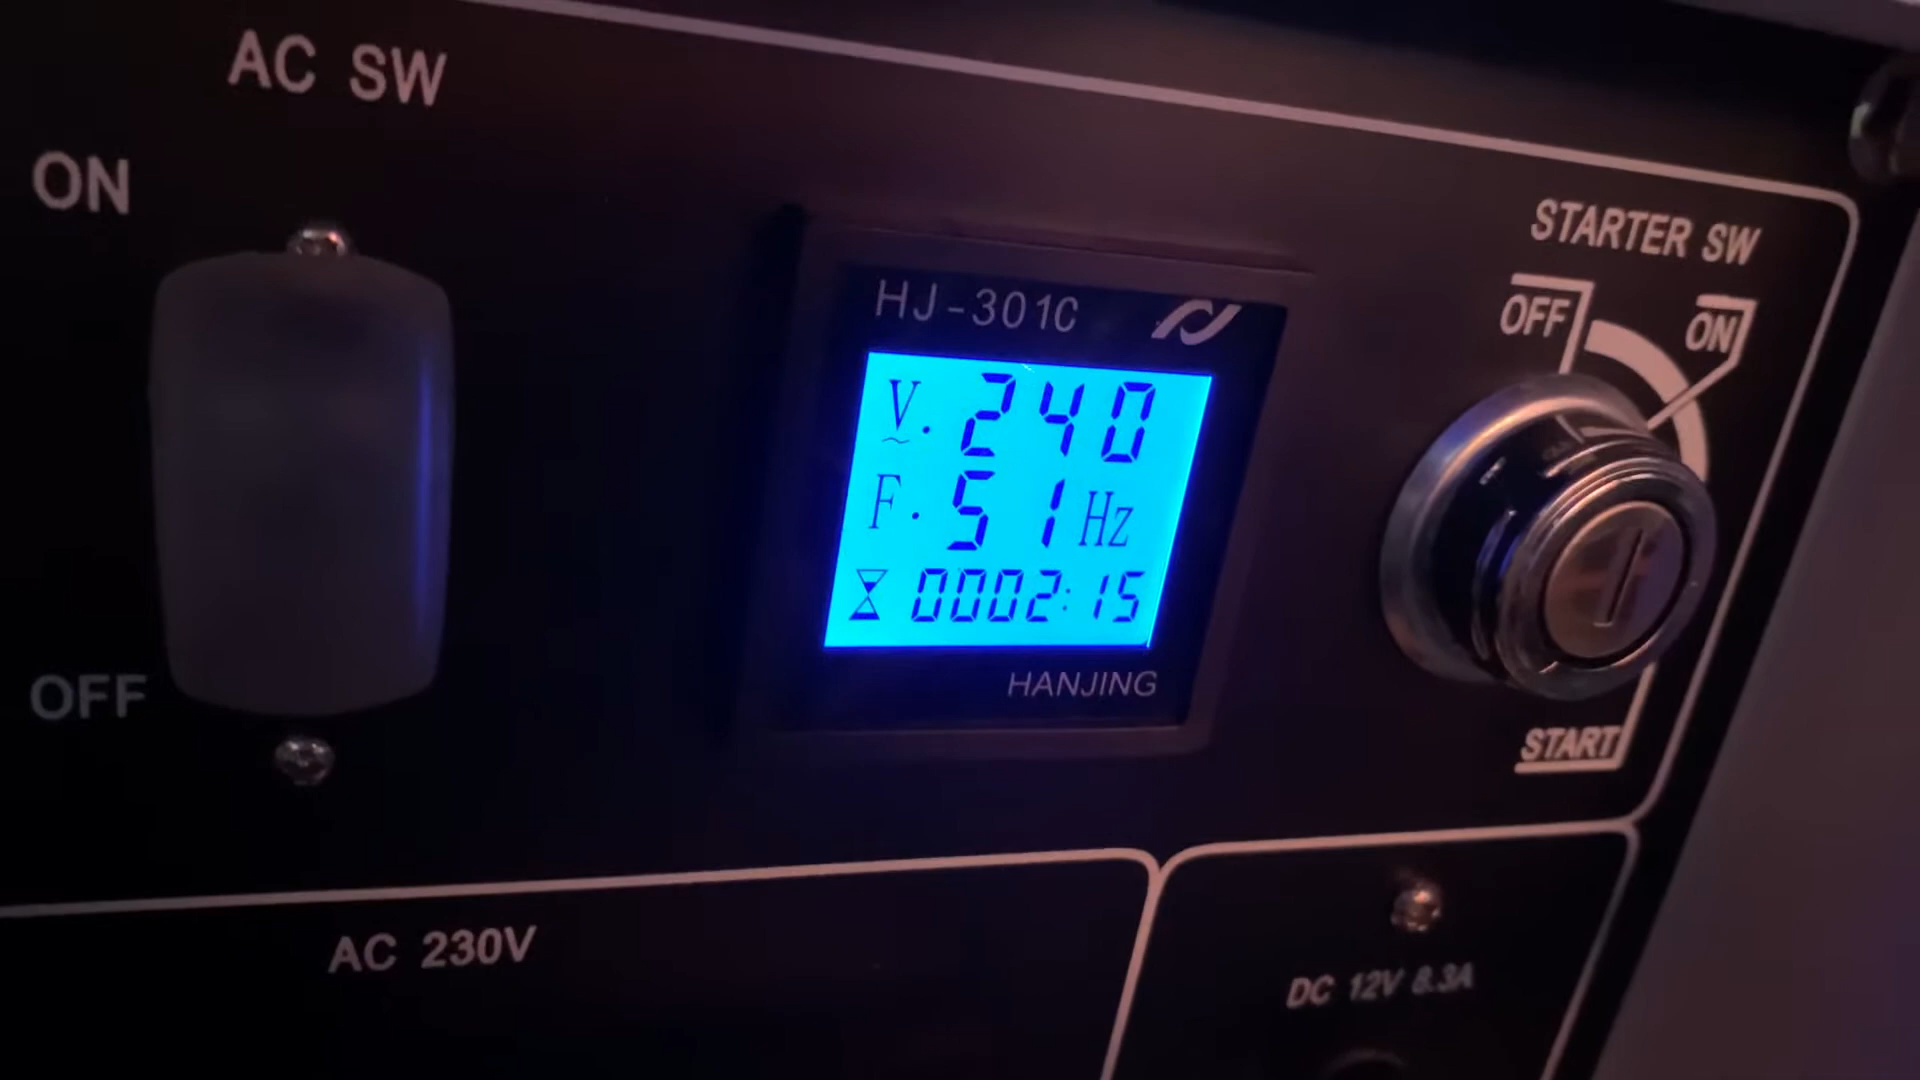 AC SW
ON
OFF
HJ-301C
V. 240
F. 51 Hz
0002:15
HANJING
STARTER SW
OFF
ON
START
AC 230V
DC 12V 8.3A